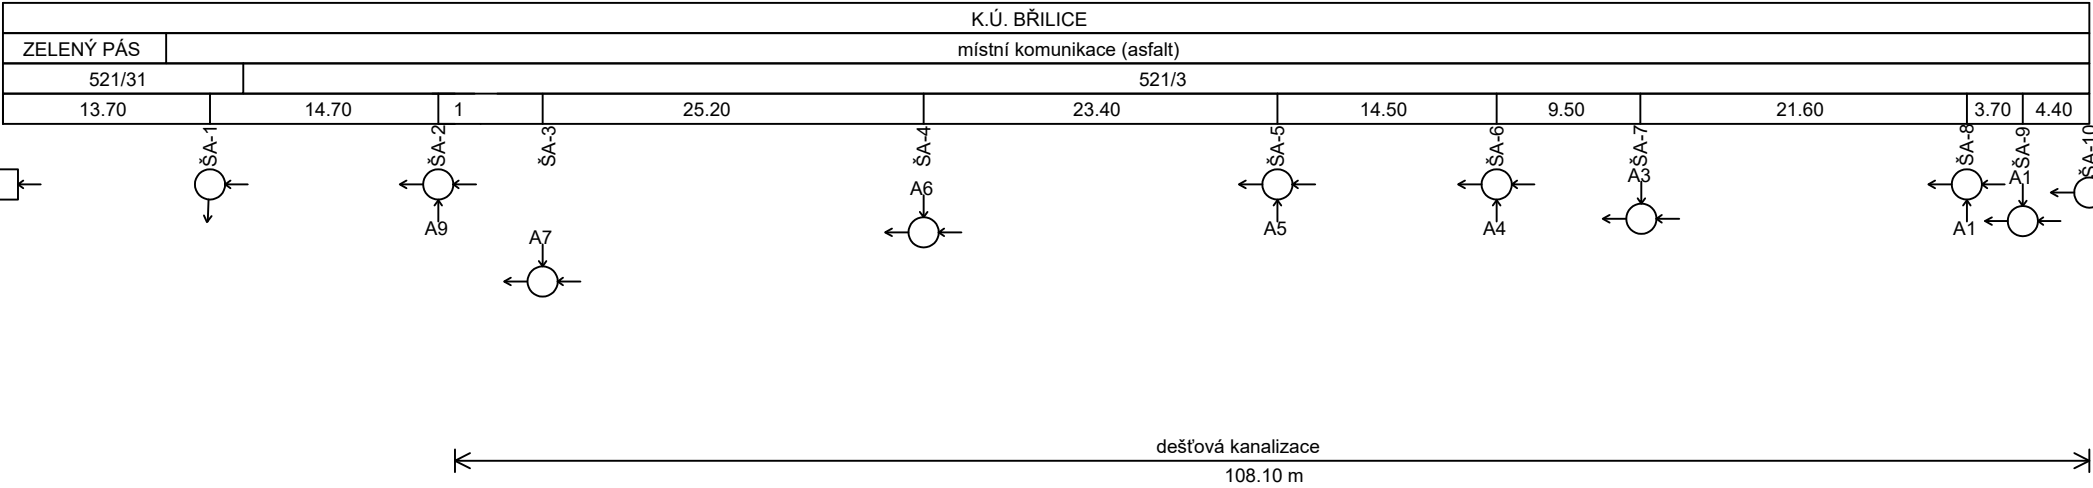 K.Ú. BŘILICE
ZELENÝ PÁS místní komunikace (asfalt)
521/31 521/3
13.70 14.70 1 25.20 23.40 14.50 9.50 21.60 3.70 4.40
ŠA-1 ŠA-2 ŠA-3 ŠA-4 ŠA-5 ŠA-6 ŠA-7 ŠA-8 ŠA-9 ŠA-10
A6 A3 A1
A9 A7 A5 A4 A1
dešťová kanalizace
108.10 m